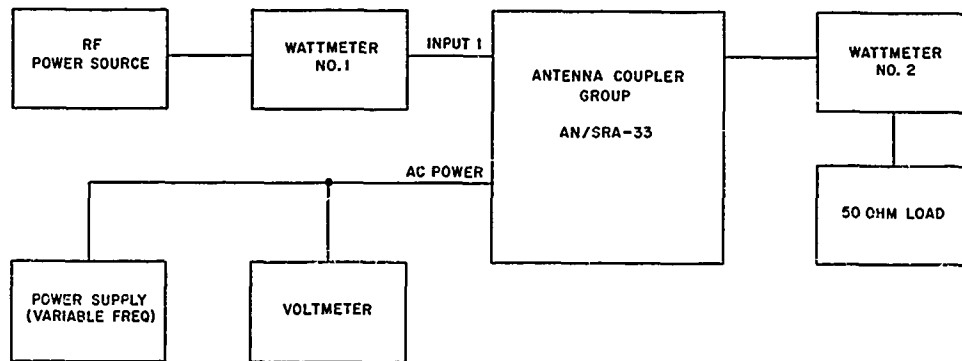 RF
POWER SOURCE
WATTMETER
NO. 1
INPUT 1
ANTENNA COUPLER
GROUP
AN/SRA-33
WATTMETER
NO. 2
AC POWER
50 OHM LOAD
POWER SUPPLY
(VARIABLE FREQ)
VOLTMETER